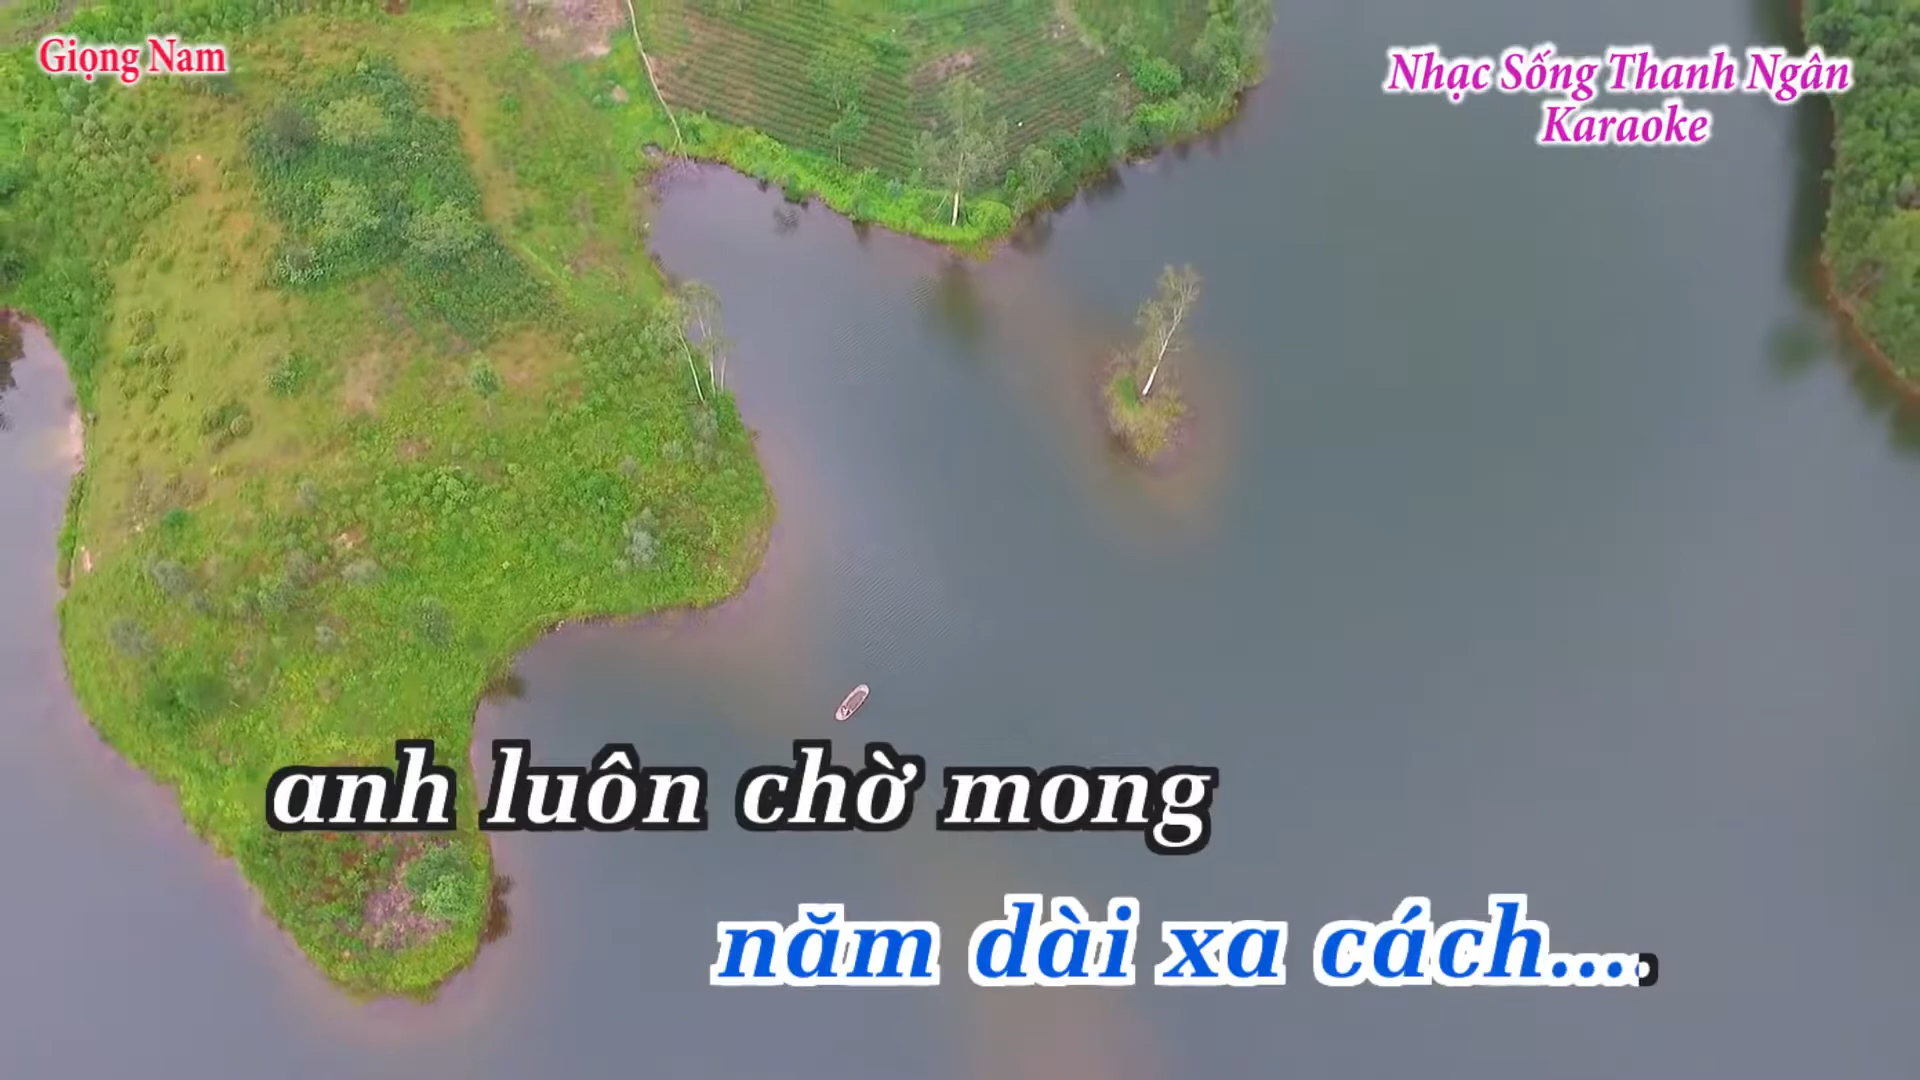 Giọng Nam
Nhạc Sống Thanh Ngân
Karaoke
anh luôn chờ mong
năm dài xa cách....